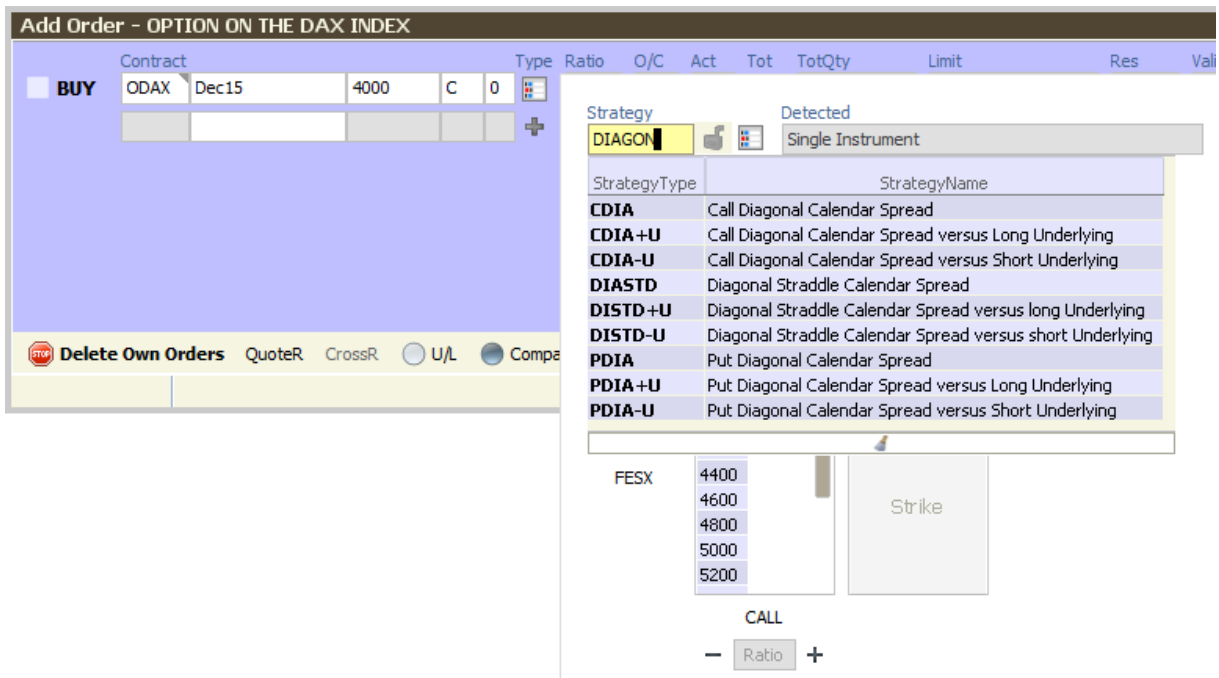 Add Order - OPTION ON THE DAX INDEX
Contract Type Ratio O/C Act Tot TotQty Limit Res Vali
BUY ODAX Dec15 4000 C 0
Strategy Detected
DIAGON Single Instrument
StrategyType StrategyName
CDIA Call Diagonal Calendar Spread
CDIA+U Call Diagonal Calendar Spread versus Long Underlying
CDIA-U Call Diagonal Calendar Spread versus Short Underlying
DIASTD Diagonal Straddle Calendar Spread
DISTD+U Diagonal Straddle Calendar Spread versus long Underlying
DISTD-U Diagonal Straddle Calendar Spread versus short Underlying
PDIA Put Diagonal Calendar Spread
PDIA+U Put Diagonal Calendar Spread versus Long Underlying
PDIA-U Put Diagonal Calendar Spread versus Short Underlying
STOP Delete Own Orders QuoteR CrossR U/L Compa
FESX
4400
4600
4800
5000
5200
Strike
CALL
− Ratio +